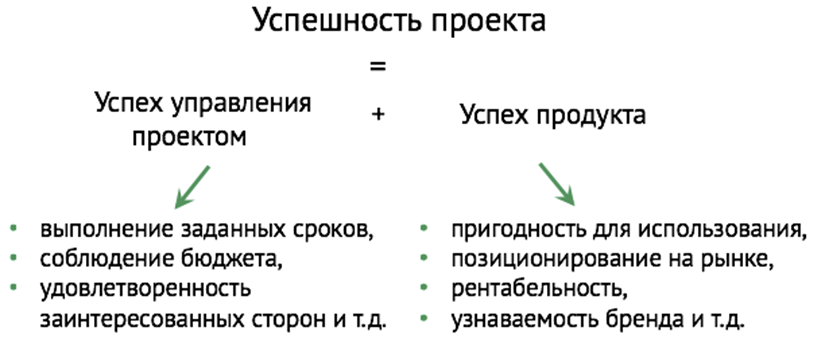 Успешность проекта
=
Успех управления
проектом
+
Успех продукта
• выполнение заданных сроков,
• соблюдение бюджета,
• удовлетворенность
заинтересованных сторон и т.д.
• пригодность для использования,
• позиционирование на рынке,
• рентабельность,
• узнаваемость бренда и т.д.